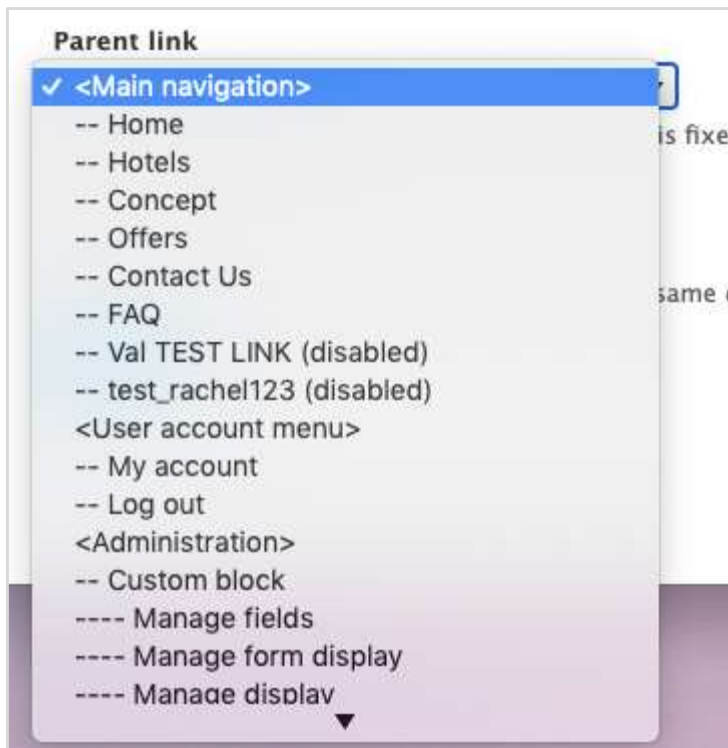 Parent link
✓ <Main navigation>
-- Home
is fixe
-- Hotels
-- Concept
-- Offers
-- Contact Us
same
-- FAQ
-- Val TEST LINK (disabled)
-- test_rachel123 (disabled)
<User account menu>
-- My account
-- Log out
<Administration>
-- Custom block
---- Manage fields
---- Manage form display
---- Manage display